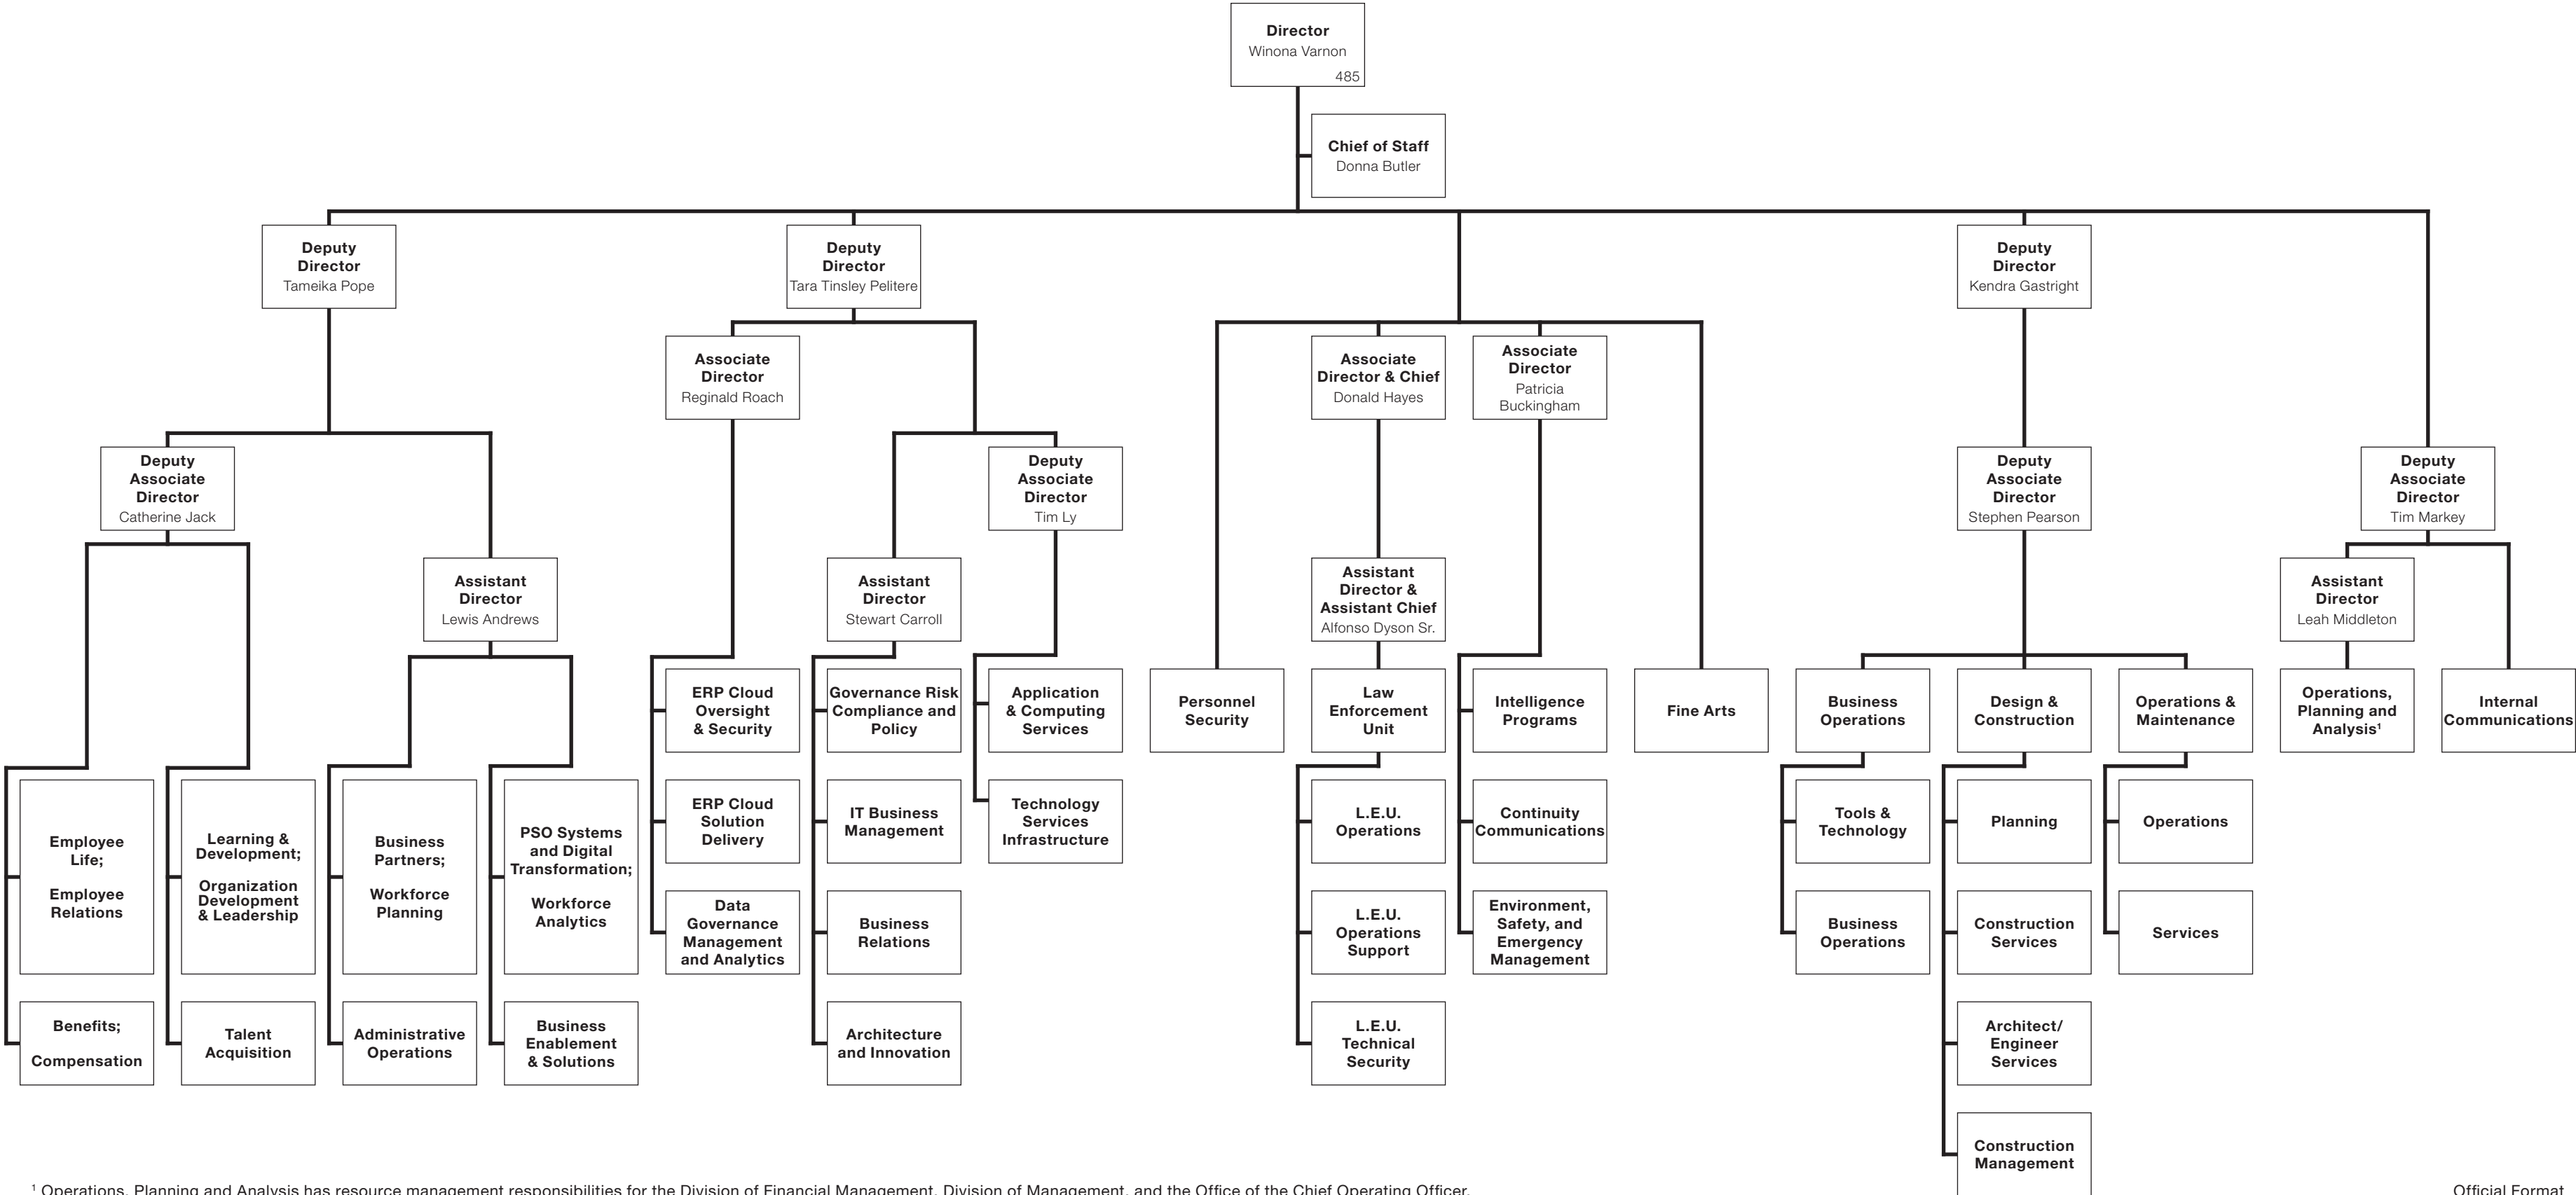 Director
Winona Varnon
485
Chief of Staff
Donna Butler
Deputy
Director
Tameika Pope
Deputy
Director
Tara Tinsley Pelitere
Deputy
Director
Kendra Gastright
Associate
Director
Reginald Roach
Associate
Director & Chief
Donald Hayes
Associate
Director
Patricia
Buckingham
Deputy
Associate
Director
Catherine Jack
Deputy
Associate
Director
Tim Ly
Deputy
Associate
Director
Stephen Pearson
Deputy
Associate
Director
Tim Markey
Assistant
Director
Lewis Andrews
Assistant
Director
Stewart Carroll
Assistant
Director &
Assistant Chief
Alfonso Dyson Sr.
Assistant
Director
Leah Middleton
ERP Cloud
Oversight
& Security
Governance Risk
Compliance and
Policy
Application
& Computing
Services
Personnel
Security
Law
Enforcement
Unit
Intelligence
Programs
Fine Arts
Business
Operations
Design &
Construction
Operations &
Maintenance
Operations,
Planning and
Analysis¹
Internal
Communications
Employee
Life;
Employee
Relations
Learning &
Development;
Organization
Development
& Leadership
Business
Partners;
Workforce
Planning
PSO Systems
and Digital
Transformation;
Workforce
Analytics
ERP Cloud
Solution
Delivery
IT Business
Management
Technology
Services
Infrastructure
L.E.U.
Operations
Continuity
Communications
Tools &
Technology
Planning
Operations
Data
Governance
Management
and Analytics
Business
Relations
L.E.U.
Operations
Support
Environment,
Safety, and
Emergency
Management
Business
Operations
Construction
Services
Services
Benefits;
Compensation
Talent
Acquisition
Administrative
Operations
Business
Enablement
& Solutions
Architecture
and Innovation
L.E.U.
Technical
Security
Architect/
Engineer
Services
Construction
Management
¹ Operations, Planning and Analysis has resource management responsibilities for the Division of Financial Management, Division of Management, and the Office of the Chief Operating Officer.
Official Format